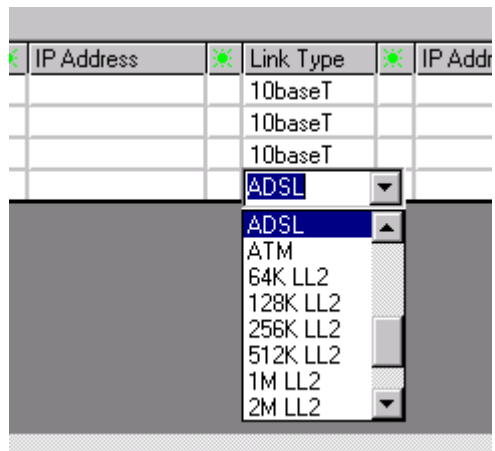 IP Address Link Type IP Addr
10baseT
10baseT
10baseT
ADSL
ADSL
ATM
64K LL2
128K LL2
256K LL2
512K LL2
1M LL2
2M LL2